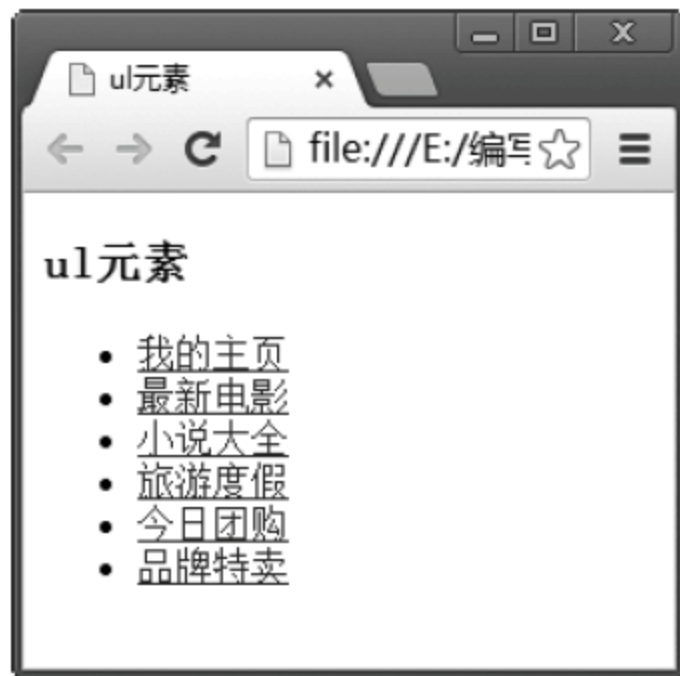 ul元素
file:///E:/编写
ul元素
我的主页
最新电影
小说大全
旅游度假
今日团购
品牌特卖